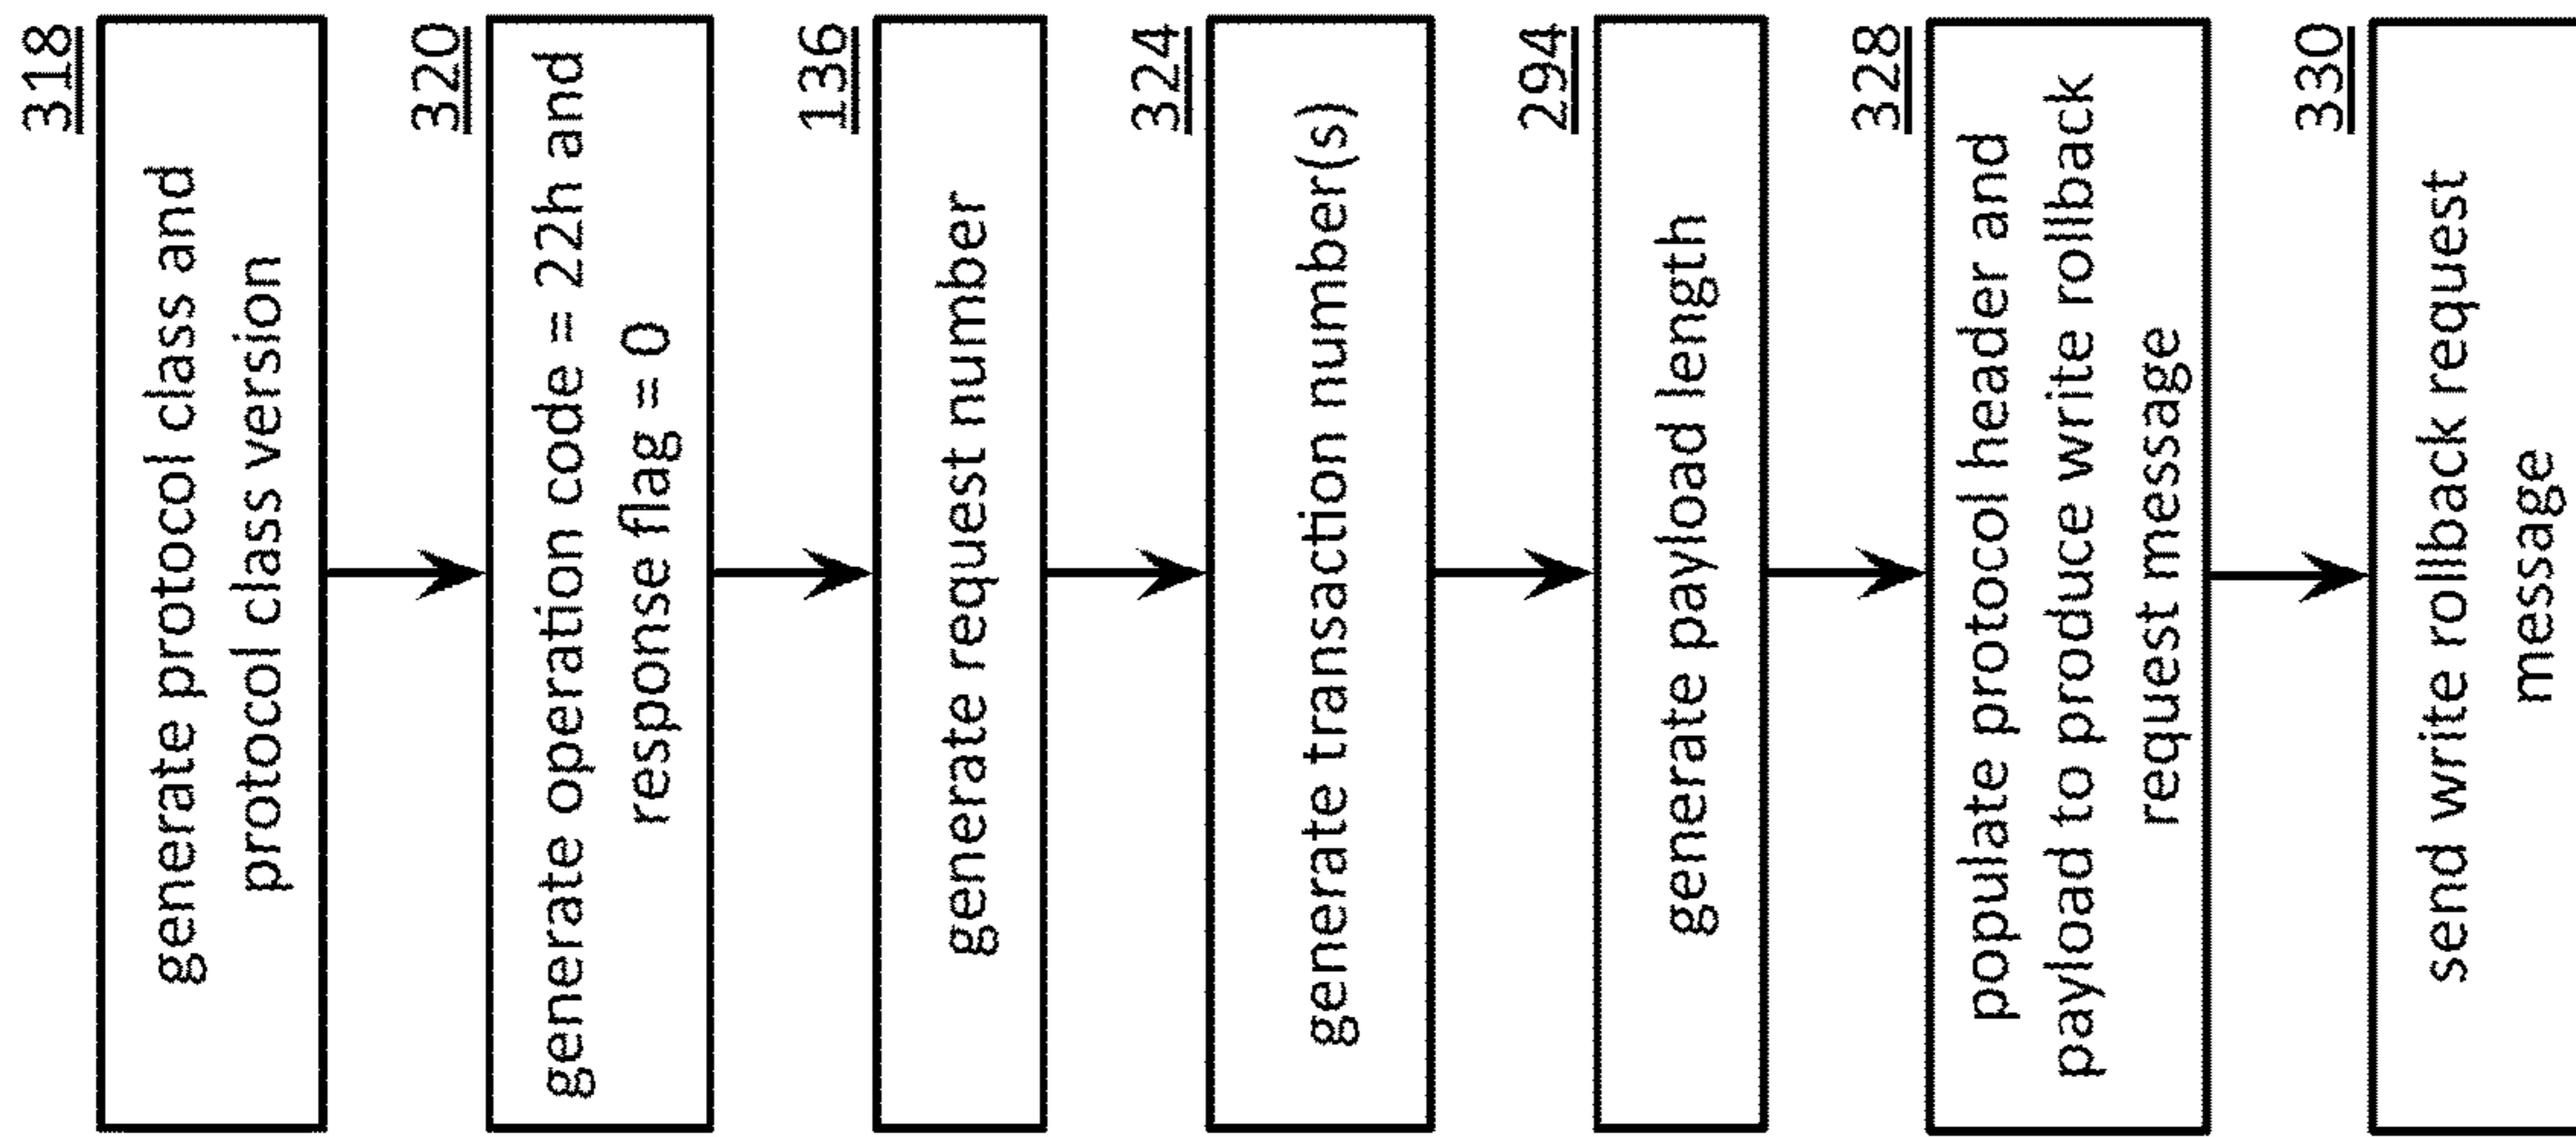 318
generate protocol class and
protocol class version
320
generate operation code = 22h and
response flag = 0
136
generate request number
324
generate transaction number(s)
294
generate payload length
328
populate protocol header and
payload to produce write rollback
request message
330
send write rollback request
message